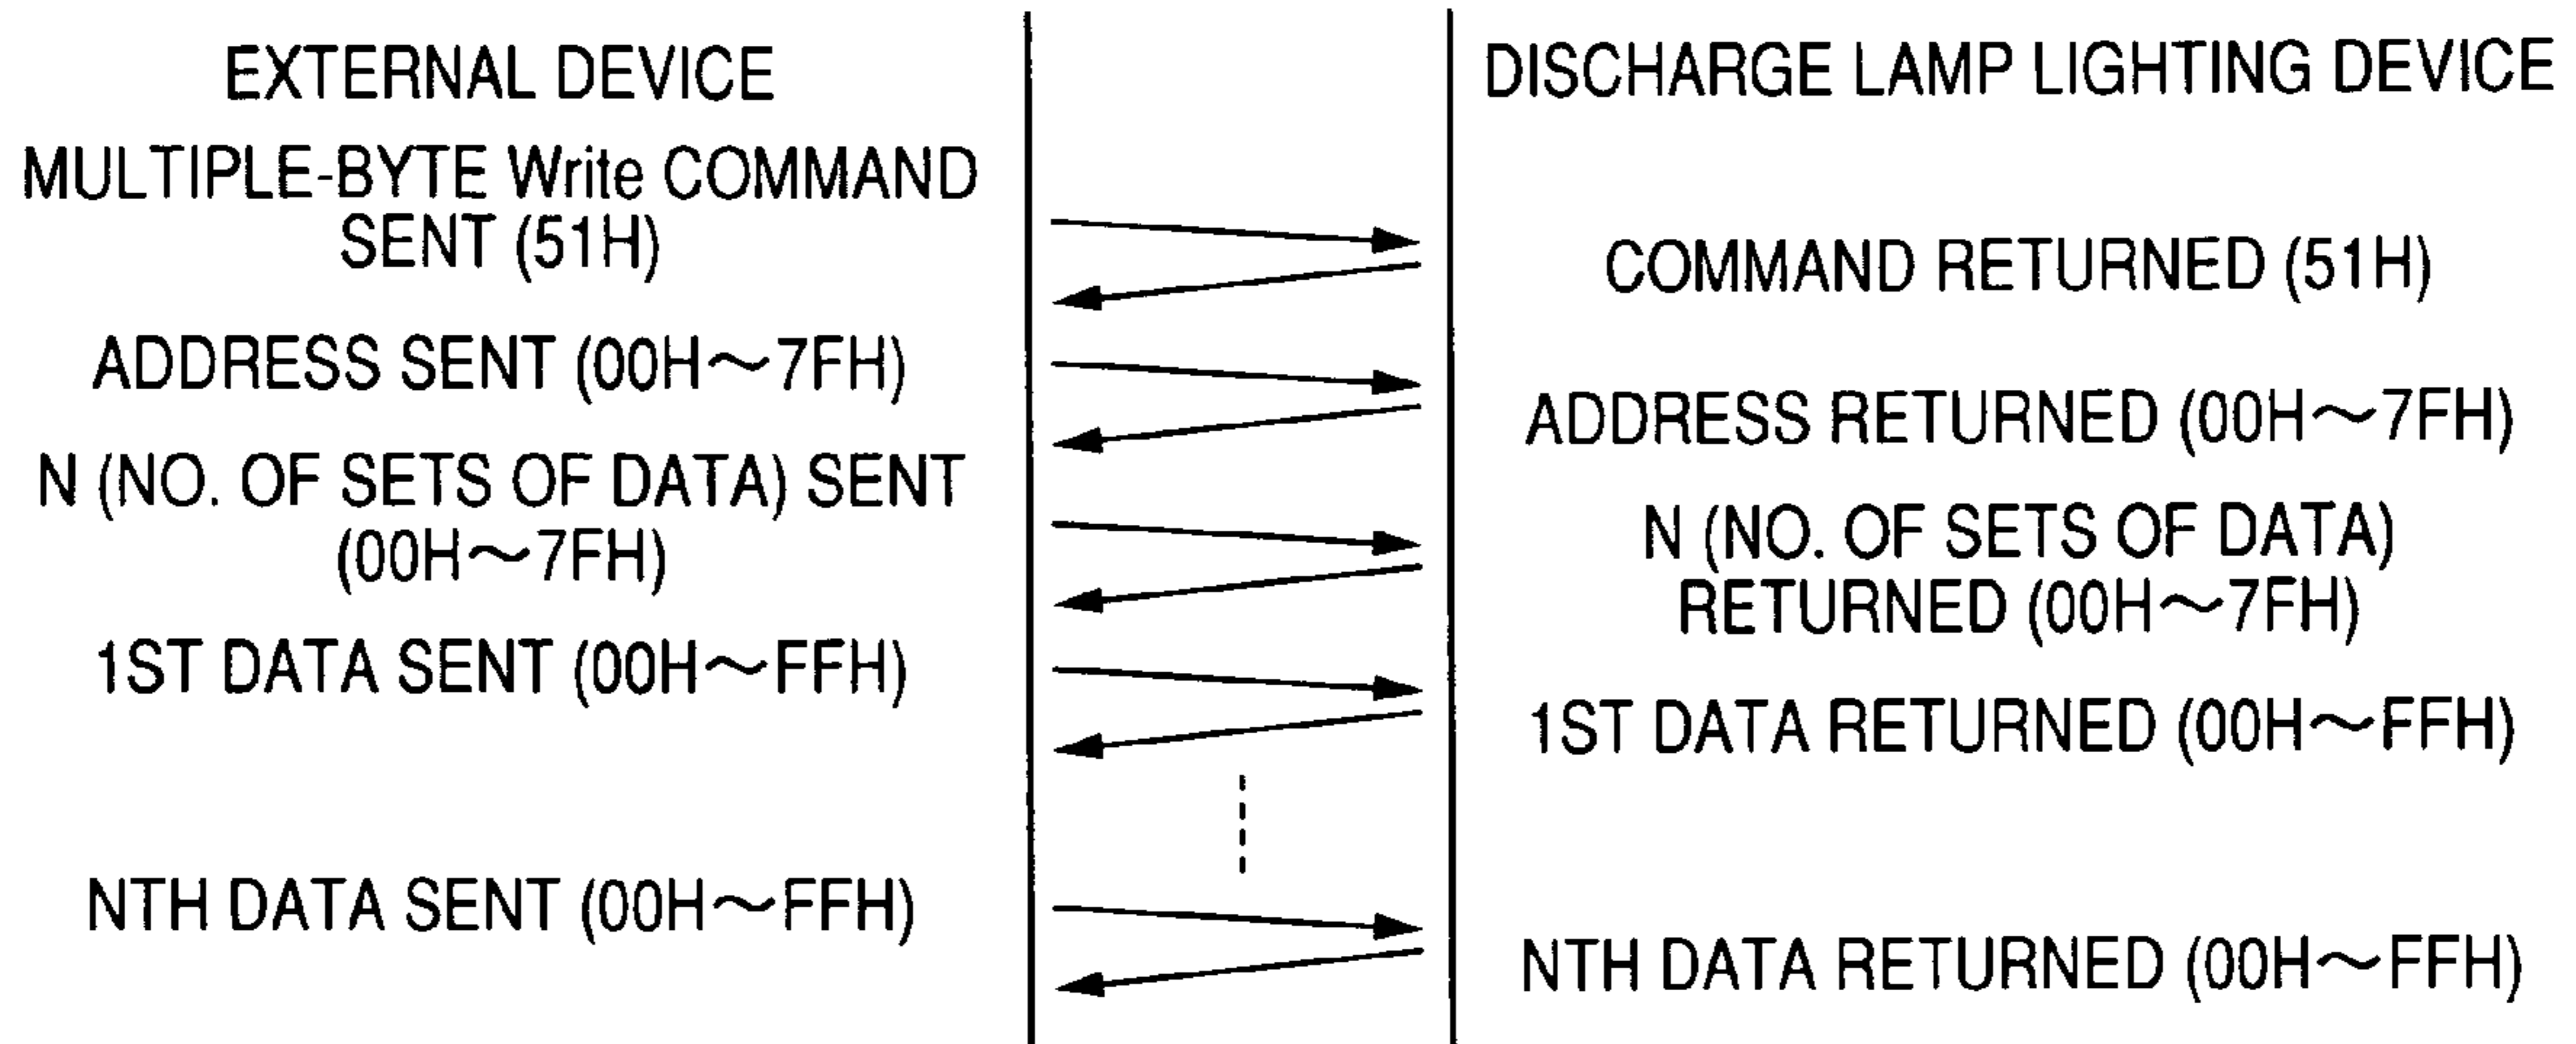 EXTERNAL DEVICE
DISCHARGE LAMP LIGHTING DEVICE
MULTIPLE-BYTE Write COMMAND
SENT (51H)
COMMAND RETURNED (51H)
ADDRESS SENT (00H～7FH)
ADDRESS RETURNED (00H～7FH)
N (NO. OF SETS OF DATA) SENT
(00H～7FH)
N (NO. OF SETS OF DATA)
RETURNED (00H～7FH)
1ST DATA SENT (00H～FFH)
1ST DATA RETURNED (00H～FFH)
NTH DATA SENT (00H～FFH)
NTH DATA RETURNED (00H～FFH)